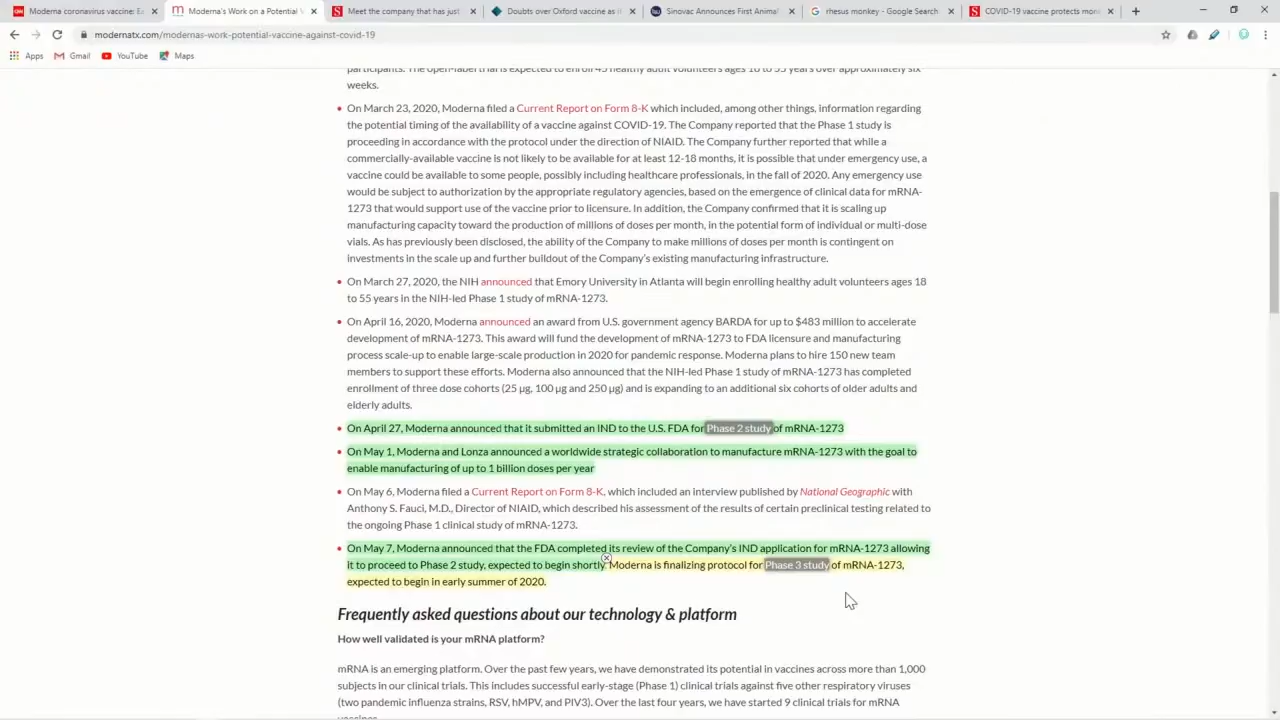 Moderna coronavirus vaccine: Ea
Moderna's Work on a Potential V
Meet the company that has just
Doubts over Oxford vaccine as i
Sinovac Announces First Animal
rhesus monkey - Google Search
COVID-19 vaccine protects mon
modernatx.com/modernas-work-potential-vaccine-against-covid-19
Apps Gmail YouTube Maps
participants. The open-label trial is expected to enroll 45 healthy adult volunteers ages 18 to 55 years over approximately six
weeks.
On March 23, 2020, Moderna filed a Current Report on Form 8-K which included, among other things, information regarding
the potential timing of the availability of a vaccine against COVID-19. The Company reported that the Phase 1 study is
proceeding in accordance with the protocol under the direction of NIAID. The Company further reported that while a
commercially-available vaccine is not likely to be available for at least 12-18 months, it is possible that under emergency use, a
vaccine could be available to some people, possibly including healthcare professionals, in the fall of 2020. Any emergency use
would be subject to authorization by the appropriate regulatory agencies, based on the emergence of clinical data for mRNA-
1273 that would support use of the vaccine prior to licensure. In addition, the Company confirmed that it is scaling up
manufacturing capacity toward the production of millions of doses per month, in the potential form of individual or multi-dose
vials. As has previously been disclosed, the ability of the Company to make millions of doses per month is contingent on
investments in the scale up and further buildout of the Company's existing manufacturing infrastructure.
On March 27, 2020, the NIH announced that Emory University in Atlanta will begin enrolling healthy adult volunteers ages 18
to 55 years in the NIH-led Phase 1 study of mRNA-1273.
On April 16, 2020, Moderna announced an award from U.S. government agency BARDA for up to $483 million to accelerate
development of mRNA-1273. This award will fund the development of mRNA-1273 to FDA licensure and manufacturing
process scale-up to enable large-scale production in 2020 for pandemic response. Moderna plans to hire 150 new team
members to support these efforts. Moderna also announced that the NIH-led Phase 1 study of mRNA-1273 has completed
enrollment of three dose cohorts (25 µg, 100 µg and 250 µg) and is expanding to an additional six cohorts of older adults and
elderly adults.
On April 27, Moderna announced that it submitted an IND to the U.S. FDA for Phase 2 study of mRNA-1273
On May 1, Moderna and Lonza announced a worldwide strategic collaboration to manufacture mRNA-1273 with the goal to
enable manufacturing of up to 1 billion doses per year
On May 6, Moderna filed a Current Report on Form 8-K, which included an interview published by National Geographic with
Anthony S. Fauci, M.D., Director of NIAID, which described his assessment of the results of certain preclinical testing related to
the ongoing Phase 1 clinical study of mRNA-1273.
On May 7, Moderna announced that the FDA completed its review of the Company's IND application for mRNA-1273 allowing
it to proceed to Phase 2 study, expected to begin shortly. Moderna is finalizing protocol for Phase 3 study of mRNA-1273,
expected to begin in early summer of 2020.
Frequently asked questions about our technology & platform
How well validated is your mRNA platform?
mRNA is an emerging platform. Over the past few years, we have demonstrated its potential in vaccines across more than 1,000
subjects in our clinical trials. This includes successful early-stage (Phase 1) clinical trials against five other respiratory viruses
(two pandemic influenza strains, RSV, hMPV, and PIV3). Over the last four years, we have started 9 clinical trials for mRNA
vaccines.